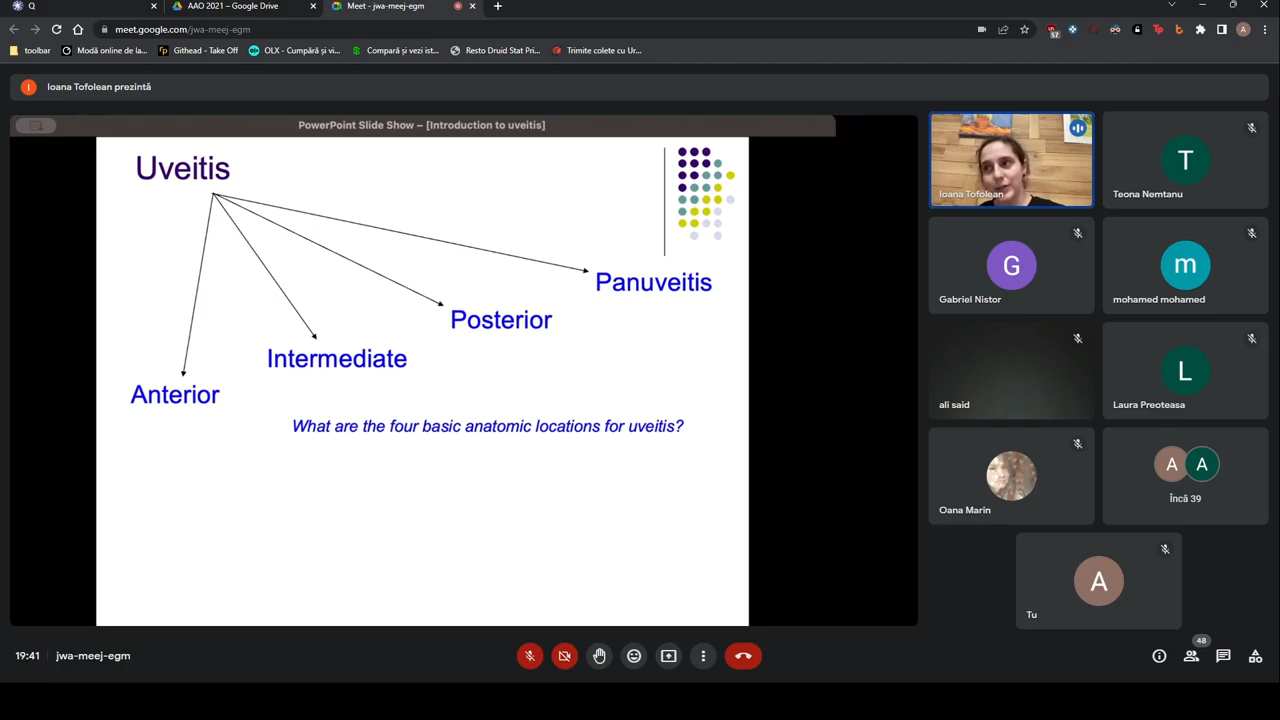 Q
AAO 2021 – Google Drive
Meet - jwa-meej-egm
meet.google.com/jwa-meej-egm
57
A
toolbar
Modă online de la...
Githead - Take Off
OLX - Cumpără și vi...
Compară și vezi ist...
Resto Druid Stat Pri...
Trimite colete cu Ur...
I
Ioana Tofolean prezintă
PowerPoint Slide Show – [Introduction to uveitis]
Uveitis
Panuveitis
Posterior
Intermediate
Anterior
What are the four basic anatomic locations for uveitis?
Ioana Tofolean
T
Teona Nemtanu
G
Gabriel Nistor
m
mohamed mohamed
ali said
L
Laura Preoteasa
Oana Marin
A A
Încă 39
A
Tu
19:41
jwa-meej-egm
48